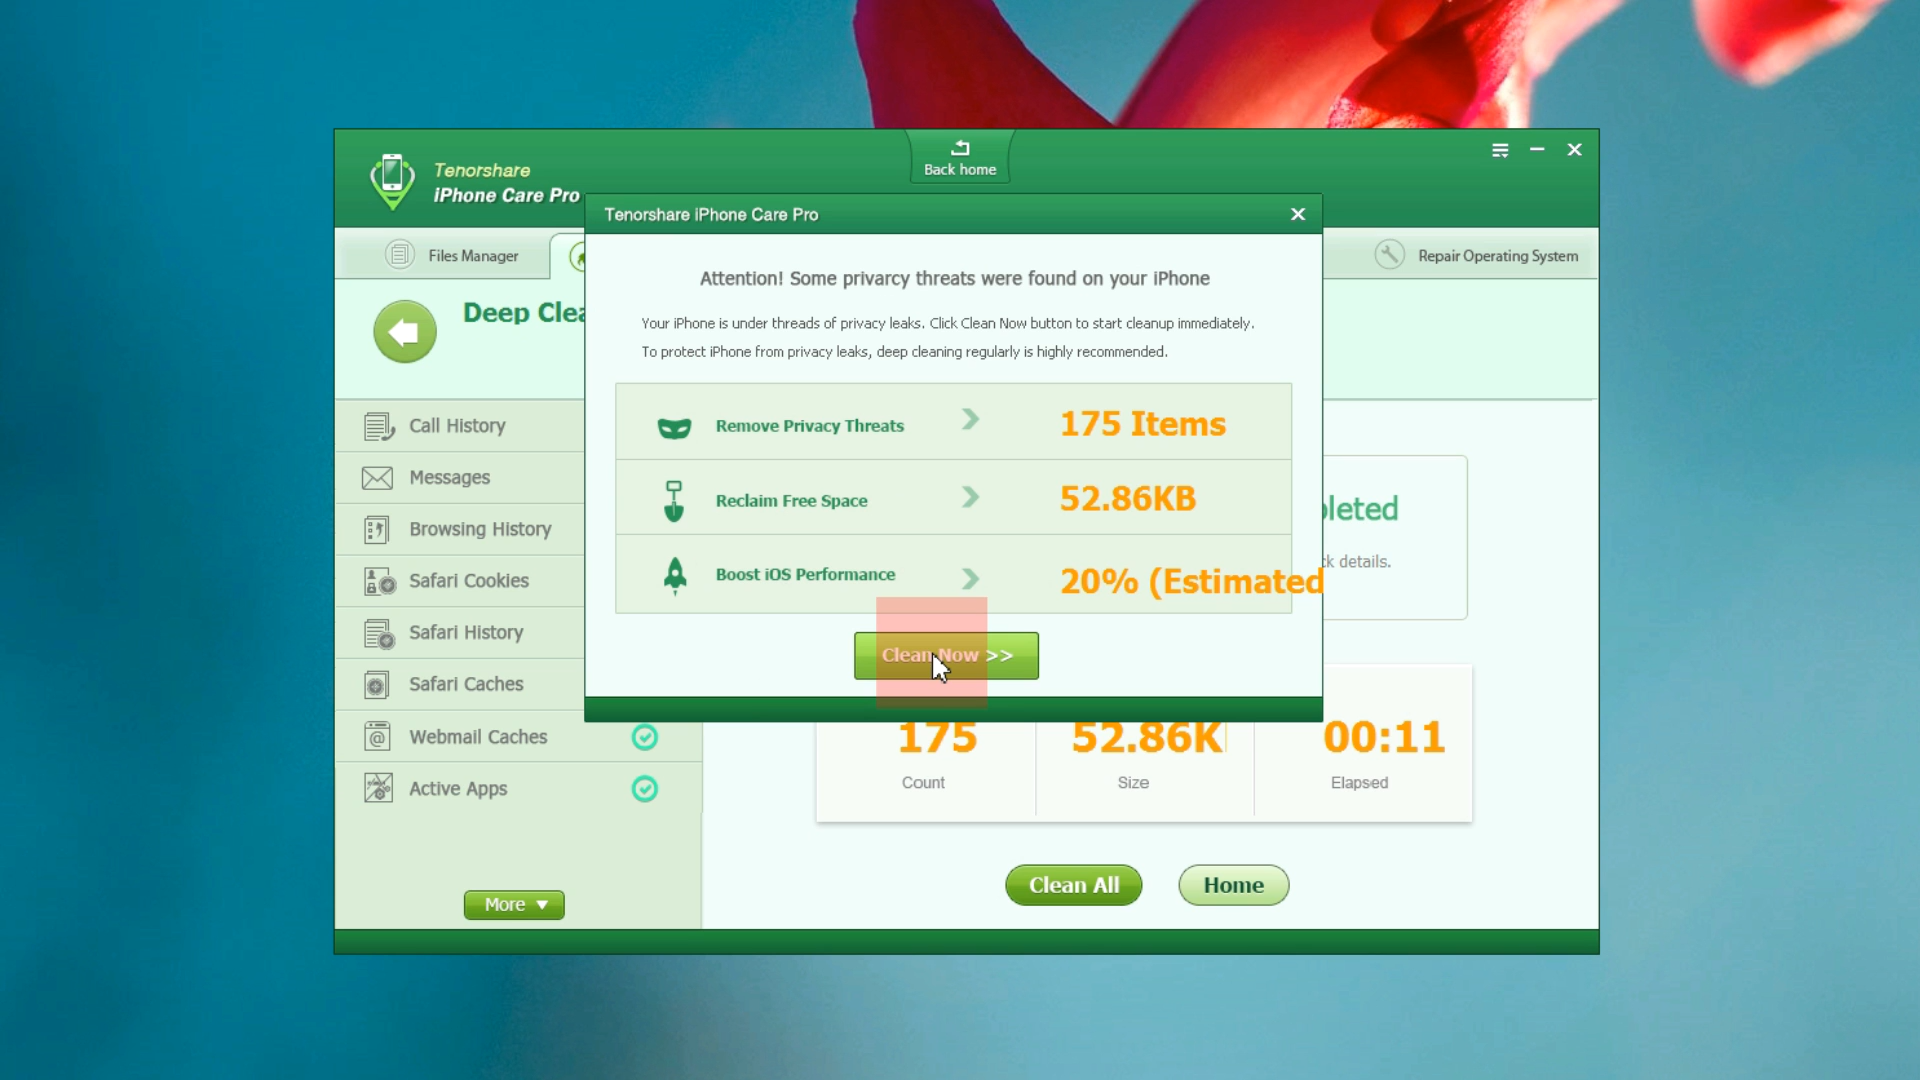 Back home
Tenorshare
iPhone Care Pro
Tenorshare iPhone Care Pro
Files Manager
Repair Operating System
Attention! Some privarcy threats were found on your iPhone
Your iPhone is under threads of privacy leaks. Click Clean Now button to start cleanup immediately.
To protect iPhone from privacy leaks, deep cleaning regularly is highly recommended.
Deep Clea
Remove Privacy Threats 175 Items
Reclaim Free Space 52.86KB
Boost iOS Performance 20% (Estimated
Clean Now >>
Call History
Messages
Browsing History
Safari Cookies
Safari History
Safari Caches
Webmail Caches
Active Apps
More
pleted
ck details.
175 52.86K 00:11
Count Size Elapsed
Clean All Home